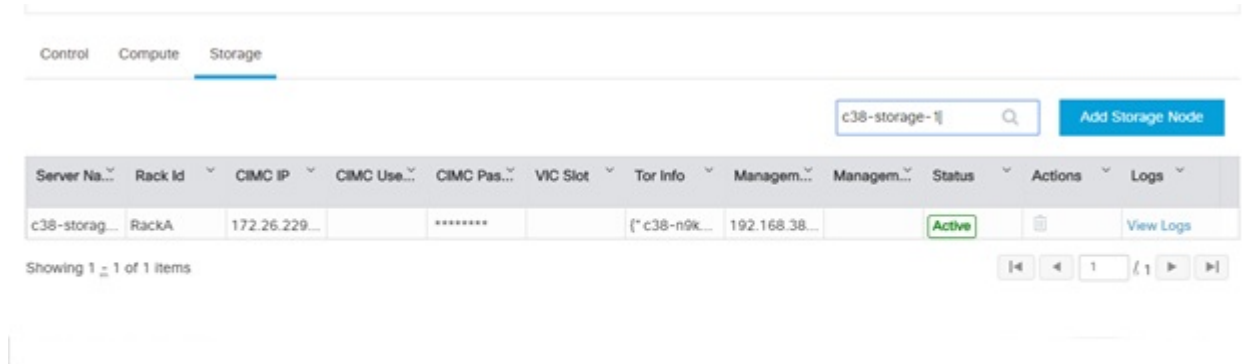 Control Compute Storage
c38-storage-1 Add Storage Node
Server Na... Rack Id CIMC IP CIMC Use... CIMC Pas... VIC Slot Tor Info Managem... Managem... Status Actions Logs
c38-storag... RackA 172.26.229... ******** {"c38-n9k... 192.168.38... Active View Logs
Showing 1 - 1 of 1 items 1 / 1